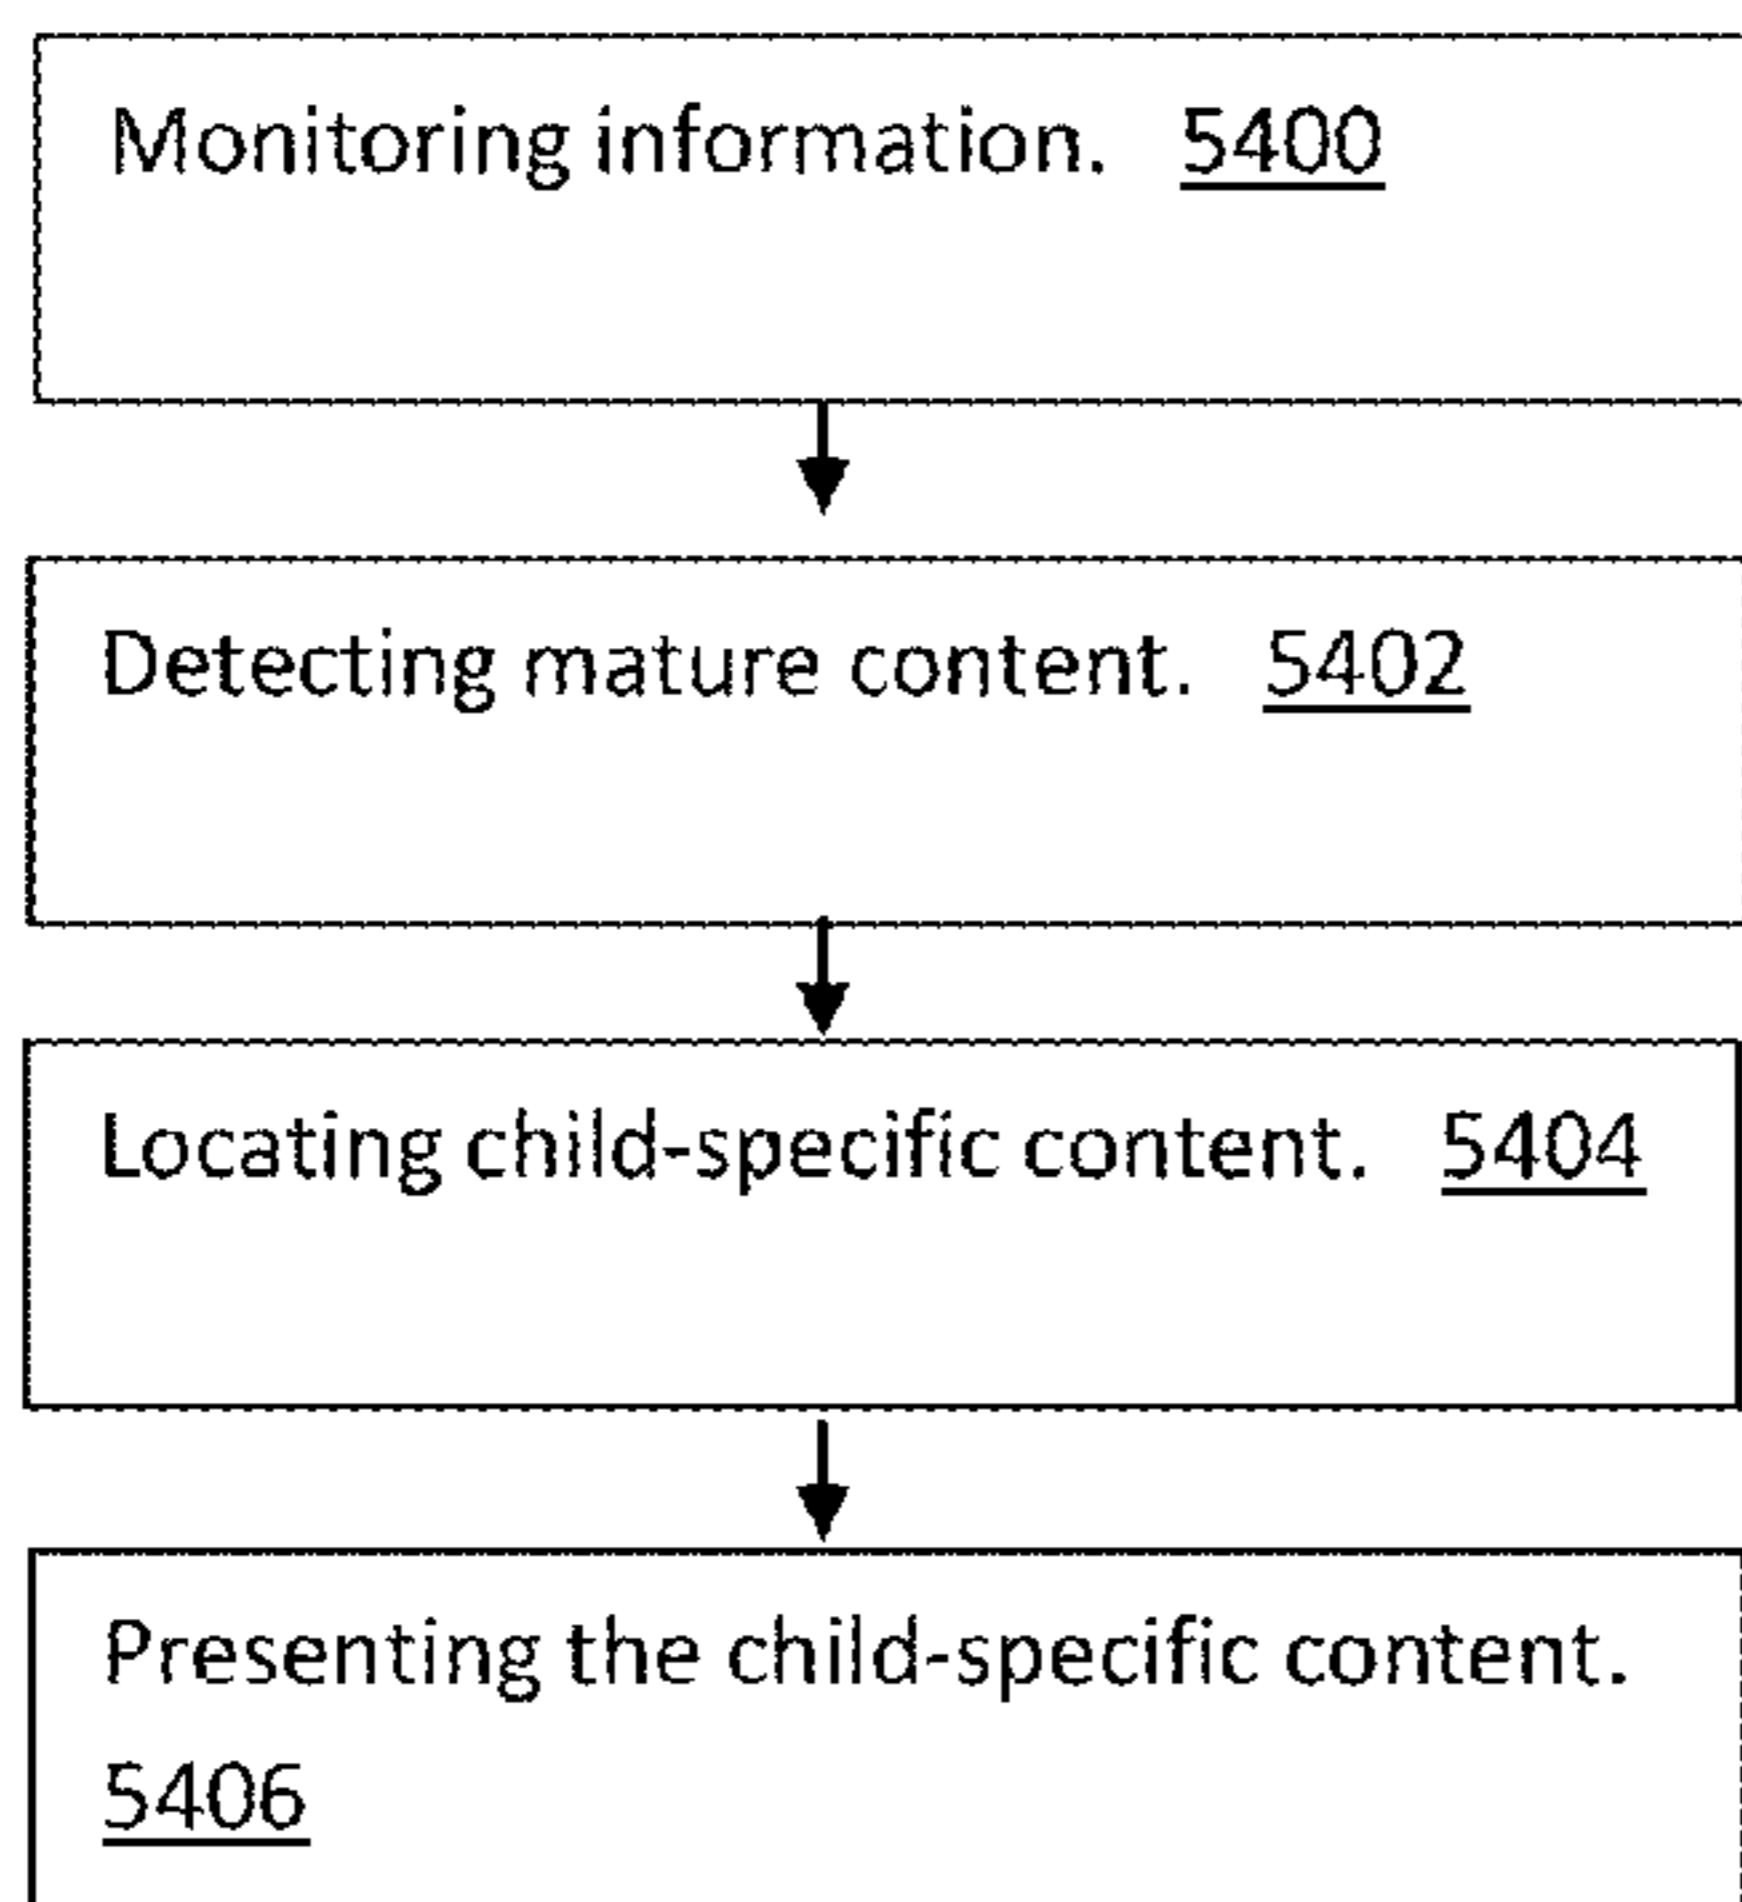 Monitoring information. 5400
Detecting mature content. 5402
Locating child-specific content. 5404
Presenting the child-specific content.
5406